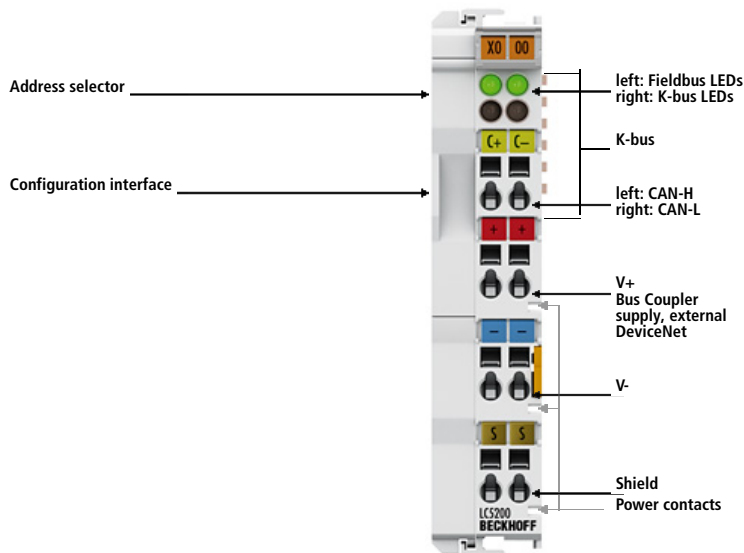 X0 00
Address selector
left: Fieldbus LEDs
right: K-bus LEDs
K-bus
C+ C–
Configuration interface
left: CAN-H
right: CAN-L
+ +
V+
Bus Coupler
supply, external
DeviceNet
– –
V-
S S
Shield
Power contacts
LC5200
BECKHOFF